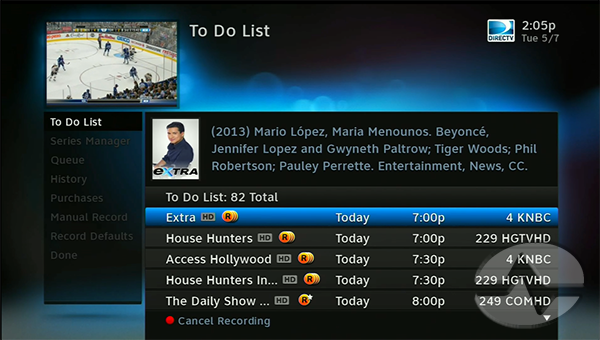 To Do List
DIRECTV
2:05p
Tue 5/7
To Do List
Series Manager
Queue
History
Purchases
Manual Record
Record Defaults
Done
EXTRA
(2013) Mario López, Maria Menounos. Beyoncé,
Jennifer Lopez and Gwyneth Paltrow; Tiger Woods; Phil
Robertson; Pauley Perrette. Entertainment, News, CC.
To Do List: 82 Total
Extra HD R Today 7:00p 4 KNBC
House Hunters HD R Today 7:00p 229 HGTVHD
Access Hollywood HD R Today 7:30p 4 KNBC
House Hunters In... HD R Today 7:30p 229 HGTVHD
The Daily Show ... HD R Today 8:00p 249 COMHD
Cancel Recording